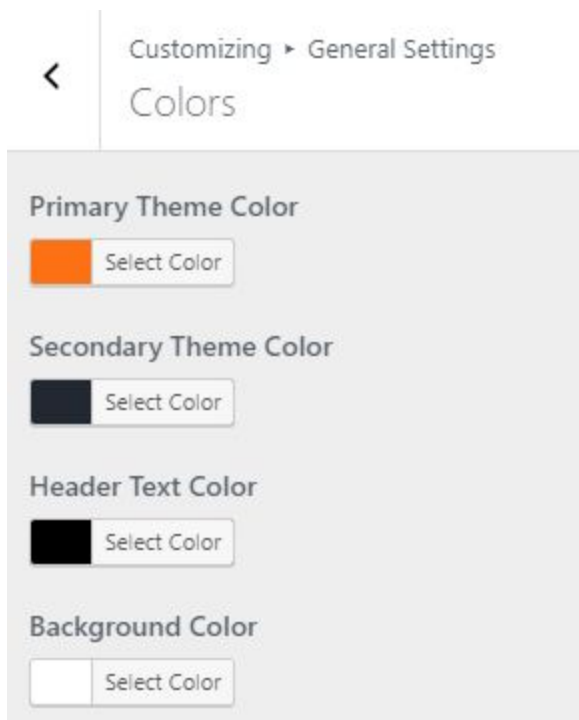 Customizing ▸ General Settings
Colors
Primary Theme Color
Select Color
Secondary Theme Color
Select Color
Header Text Color
Select Color
Background Color
Select Color